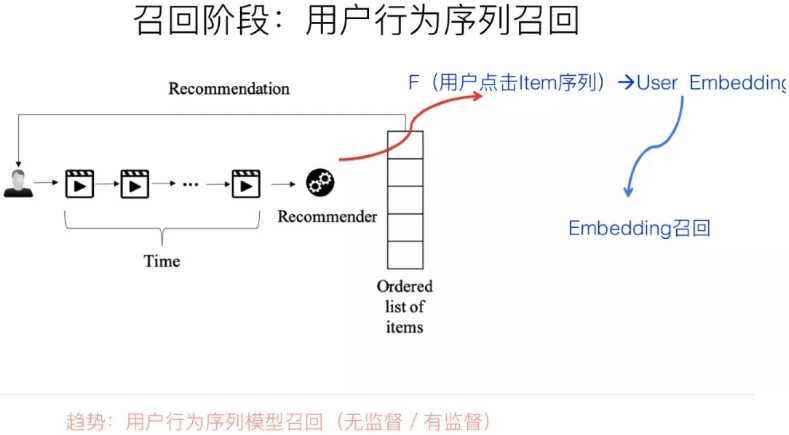 召回阶段：用户行为序列召回
F（用户点击Item序列）→User Embedding
Recommendation
Recommender
Embedding召回
Time
Ordered
list of
items
趋势：用户行为序列模型召回（无监督 / 有监督）